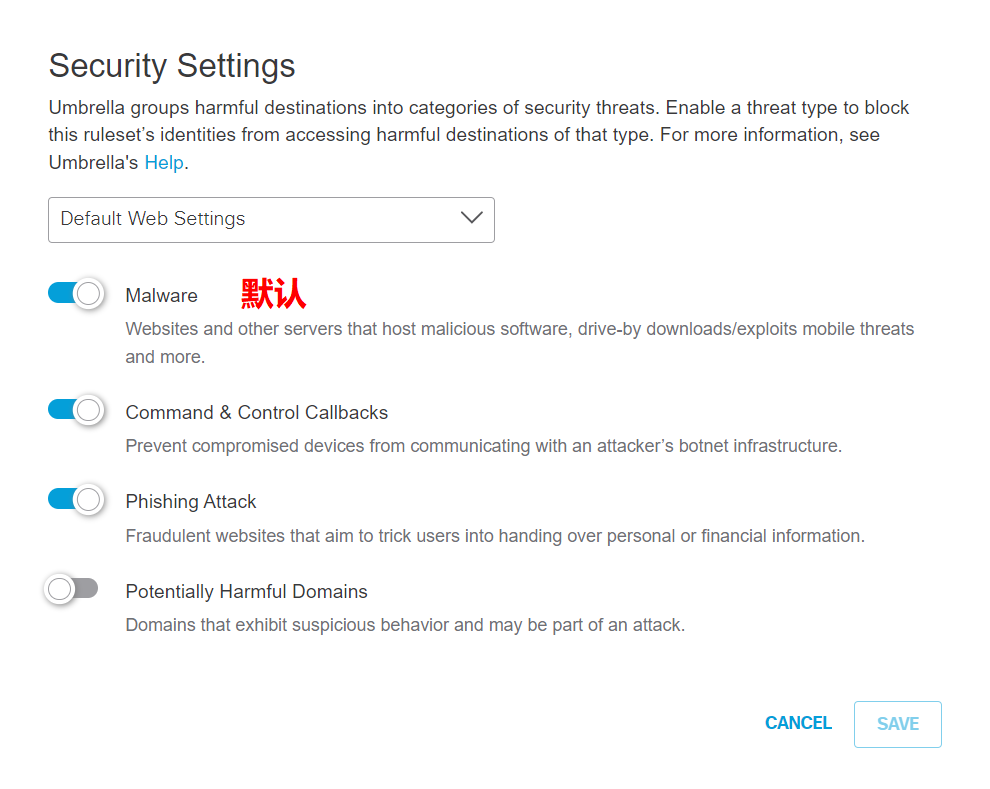 Security Settings
Umbrella groups harmful destinations into categories of security threats. Enable a threat type to block
this ruleset’s identities from accessing harmful destinations of that type. For more information, see
Umbrella's Help.
Default Web Settings
Malware 默认
Websites and other servers that host malicious software, drive-by downloads/exploits mobile threats
and more.
Command & Control Callbacks
Prevent compromised devices from communicating with an attacker’s botnet infrastructure.
Phishing Attack
Fraudulent websites that aim to trick users into handing over personal or financial information.
Potentially Harmful Domains
Domains that exhibit suspicious behavior and may be part of an attack.
CANCEL SAVE